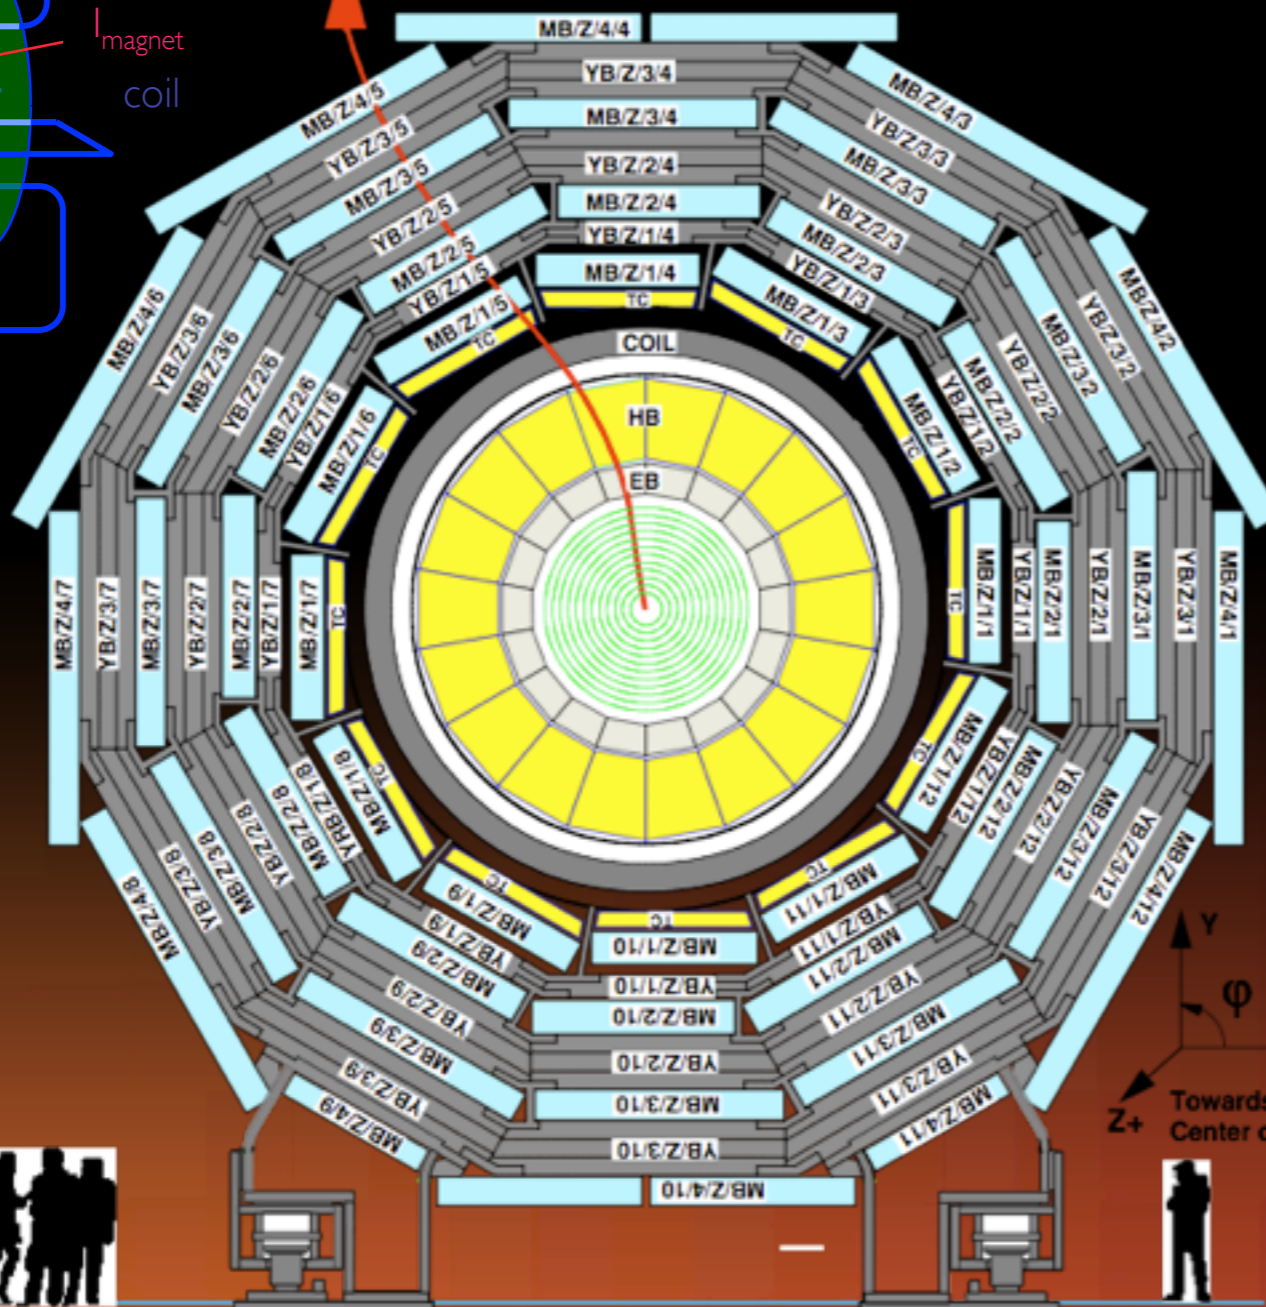 I magnet
coil
MB/Z/4/4
YB/Z/3/4
MB/Z/3/4
YB/Z/2/4
MB/Z/2/4
YB/Z/1/4
MB/Z/1/4
TC
MB/Z/4/5
YB/Z/3/5
MB/Z/3/5
YB/Z/2/5
MB/Z/2/5
YB/Z/1/5
MB/Z/1/5
TC
MB/Z/4/3
YB/Z/3/3
MB/Z/3/3
YB/Z/2/3
MB/Z/2/3
YB/Z/1/3
MB/Z/1/3
TC
MB/Z/4/6
YB/Z/3/6
MB/Z/3/6
YB/Z/2/6
MB/Z/2/6
YB/Z/1/6
MB/Z/1/6
TC
COIL
HB
EB
TC
MB/Z/1/2
YB/Z/1/2
MB/Z/2/2
YB/Z/2/2
MB/Z/3/2
YB/Z/3/2
MB/Z/4/2
MB/Z/4/7
YB/Z/3/7
MB/Z/3/7
YB/Z/2/7
MB/Z/2/7
YB/Z/1/7
MB/Z/1/7
TC
TC
MB/Z/1/1
YB/Z/1/1
MB/Z/2/1
YB/Z/2/1
MB/Z/3/1
YB/Z/3/1
MB/Z/4/1
MB/Z/4/8
YB/Z/3/8
MB/Z/38
YB/Z/2/8
MB/Z/2/8
YRB/Z/1/8
MB/Z/1/8
TC
TC
MB/Z/1/12
YB/Z/1/12
MB/Z/2/12
YB/Z/2/12
MB/Z/3/12
YB/Z/3/12
MB/Z/4/12
TC
MB/Z/1/9
YB/Z/1/9
MB/Z/2/9
YB/Z/2/9
MB/Z/3/9
YB/Z/3/9
MB/Z/4/9
TC
MB/Z/1/10
YB/Z/1/10
MB/Z/2/10
YB/Z/2/10
MB/Z/3/10
YB/Z/3/10
MB/Z/4/10
TC
MB/Z/1/11
YB/Z/1/11
MB/Z/2/11
YB/Z/2/11
MB/Z/3/11
YB/Z/3/11
MB/Z/4/11
Y
φ
Z+
Towards
Center o